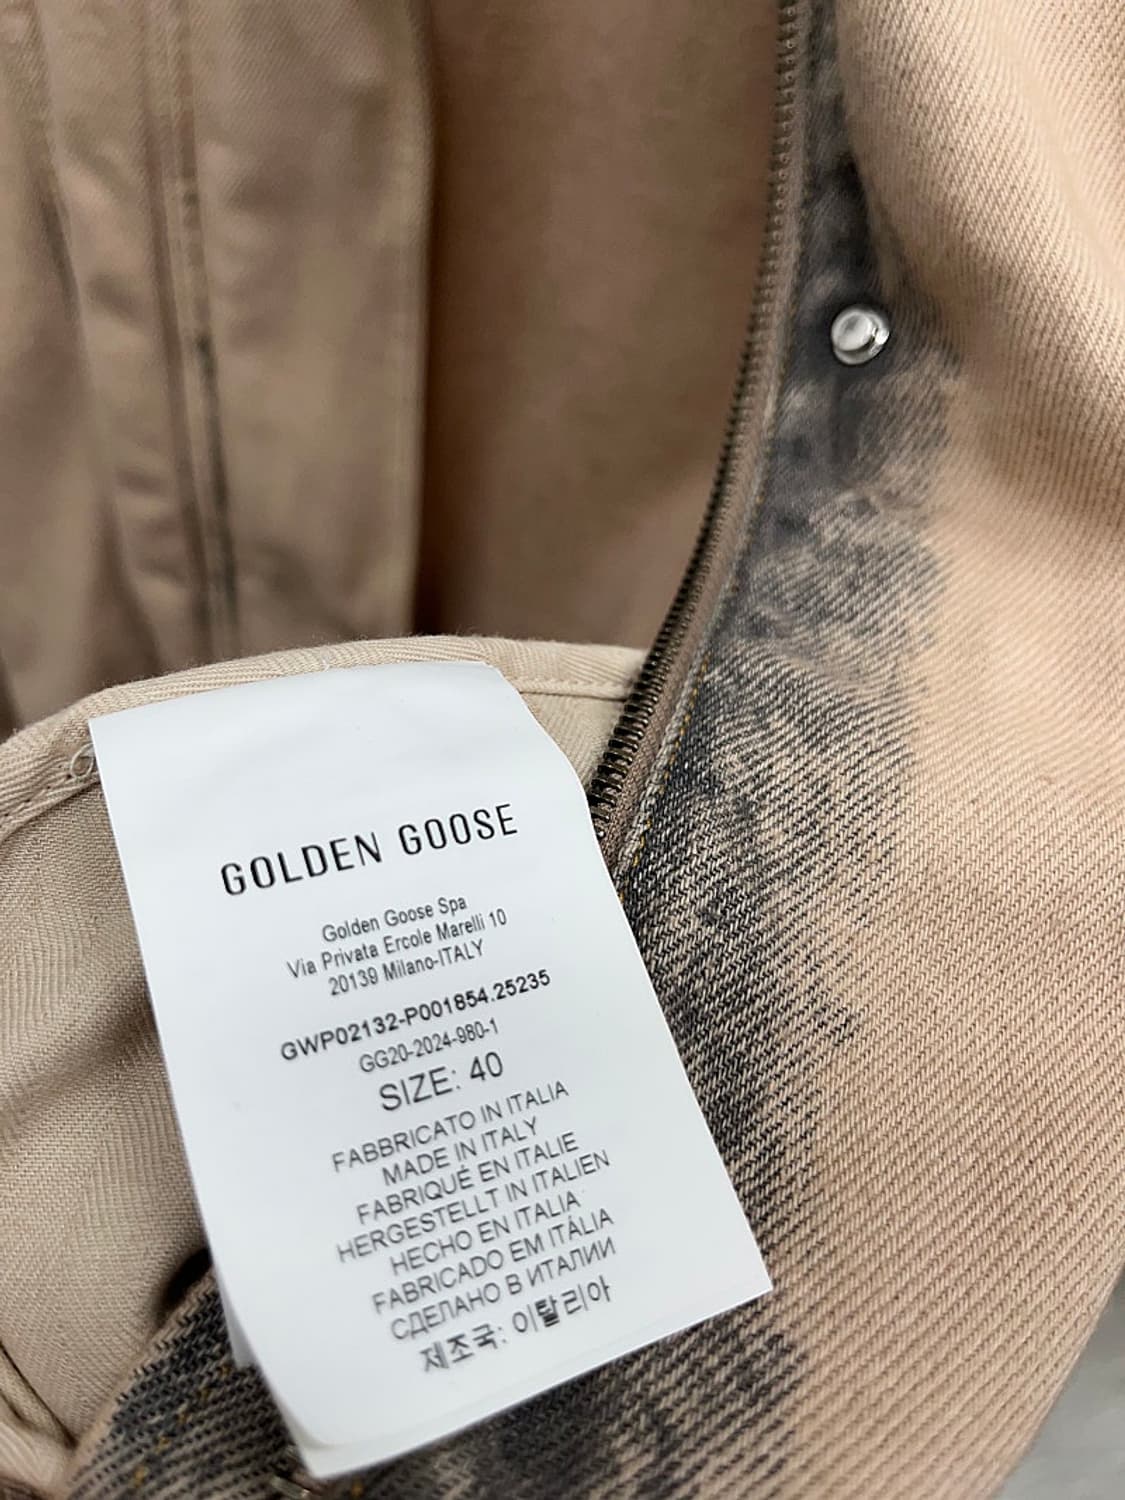 GOLDEN GOOSE
Golden Goose Spa
Via Privata Ercole Marelli 10
20139 Milano-ITALY
GWP02132-P001854.25235
GG20-2024-980-1
SIZE: 40
FABBRICATO IN ITALIA
MADE IN ITALY
FABRIQUÉ EN ITALIE
HERGESTELLT IN ITALIEN
HECHO EN ITALIA
FABRICADO EM ITÁLIA
СДЕЛАНО В ИТАЛИИ
제조국: 이탈리아